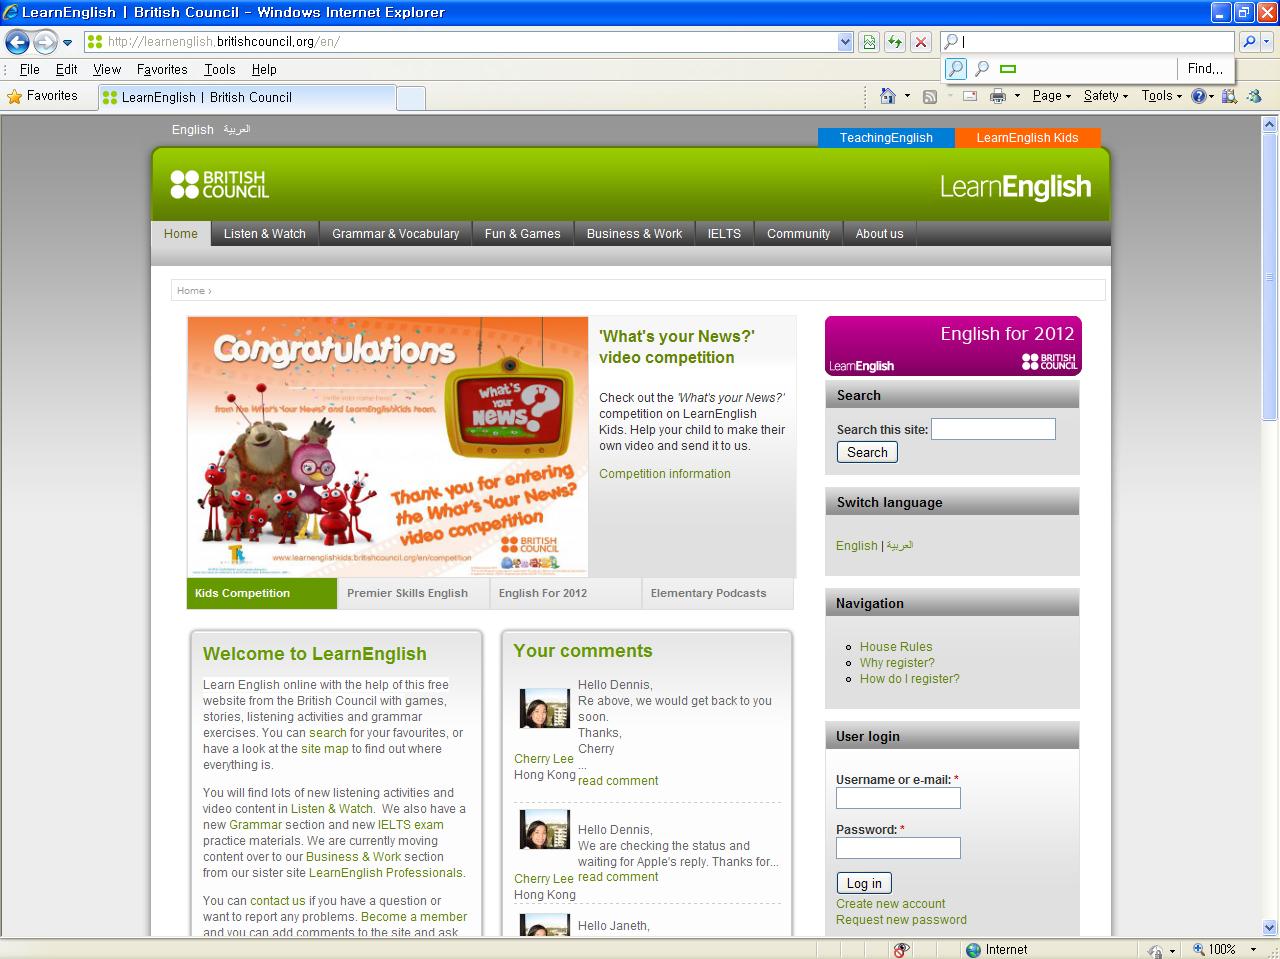 LearnEnglish | British Council - Windows Internet Explorer
http://learnenglish.britishcouncil.org/en/
File Edit View Favorites Tools Help
Find...
Favorites
LearnEnglish | British Council
Page Safety Tools
English العربية
TeachingEnglish LearnEnglish Kids
BRITISH COUNCIL
LearnEnglish
Home Listen & Watch Grammar & Vocabulary Fun & Games Business & Work IELTS Community About us
Home ›
Congratulations
from the What's Your News? and LearnEnglishKids team.
WHAT'S YOUR NEWS?
Thank you for entering
the What's Your News?
video competition
BRITISH COUNCIL
www.learnenglishkids.britishcouncil.org/en/competition
'What's your News?'
video competition
Check out the 'What's your News?'
competition on LearnEnglish
Kids. Help your child to make their
own video and send it to us.
Competition information
Kids Competition Premier Skills English English For 2012 Elementary Podcasts
Welcome to LearnEnglish
Learn English online with the help of this free
website from the British Council with games,
stories, listening activities and grammar
exercises. You can search for your favourites, or
have a look at the site map to find out where
everything is.
You will find lots of new listening activities and
video content in Listen & Watch. We also have a
new Grammar section and new IELTS exam
practice materials. We are currently moving
content over to our Business & Work section
from our sister site LearnEnglish Professionals.
You can contact us if you have a question or
want to report any problems. Become a member
and you can add comments to the site and ask
Your comments
Hello Dennis,
Re above, we would get back to you
soon.
Thanks,
Cherry
...
Cherry Lee
Hong Kong
read comment
Hello Dennis,
We are checking the status and
waiting for Apple's reply. Thanks for...
Cherry Lee
Hong Kong
read comment
Hello Janeth,
English for 2012
LearnEnglish
BRITISH COUNCIL
Search
Search this site:
Search
Switch language
English | العربية
Navigation
House Rules
Why register?
How do I register?
User login
Username or e-mail: *
Password: *
Log in
Create new account
Request new password
Internet
100%